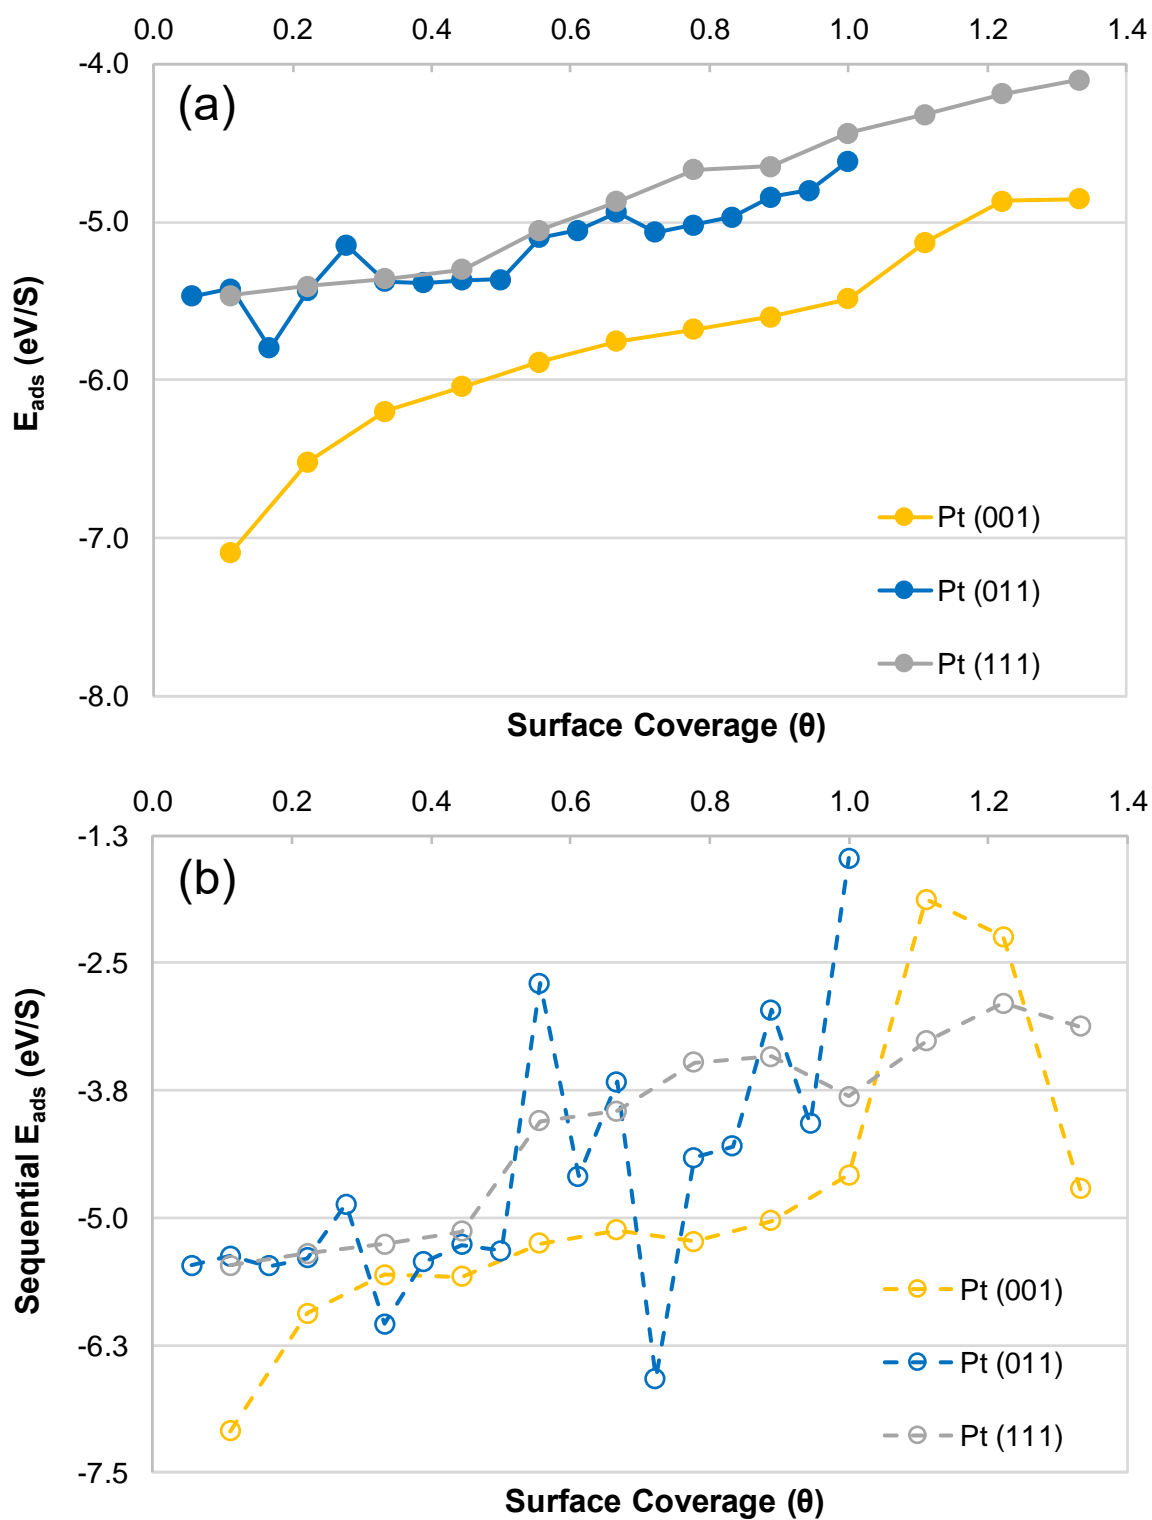 0.0 0.2 0.4 0.6 0.8 1.0 1.2 1.4
-4.0
(a)
-5.0
-6.0
-7.0
-8.0
E_ads (eV/S)
Pt (001)
Pt (011)
Pt (111)
Surface Coverage (θ)
0.0 0.2 0.4 0.6 0.8 1.0 1.2 1.4
-1.3
(b)
-2.5
-3.8
-5.0
-6.3
-7.5
Sequential E_ads (eV/S)
Pt (001)
Pt (011)
Pt (111)
Surface Coverage (θ)